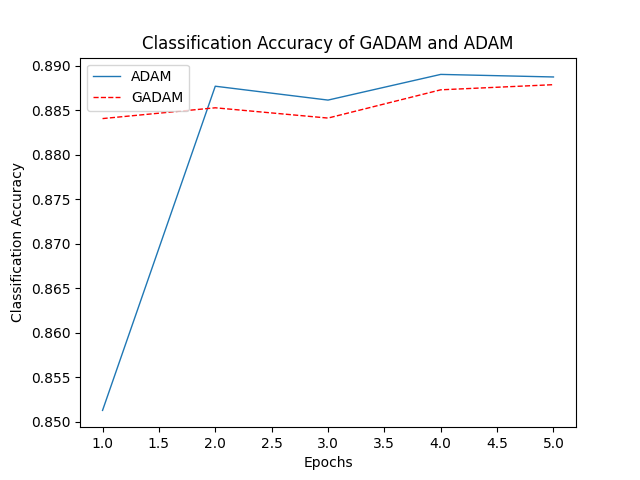 Classification Accuracy of GADAM and ADAM
ADAM
GADAM
Classification Accuracy
0.890
0.885
0.880
0.875
0.870
0.865
0.860
0.855
0.850
1.0 1.5 2.0 2.5 3.0 3.5 4.0 4.5 5.0
Epochs